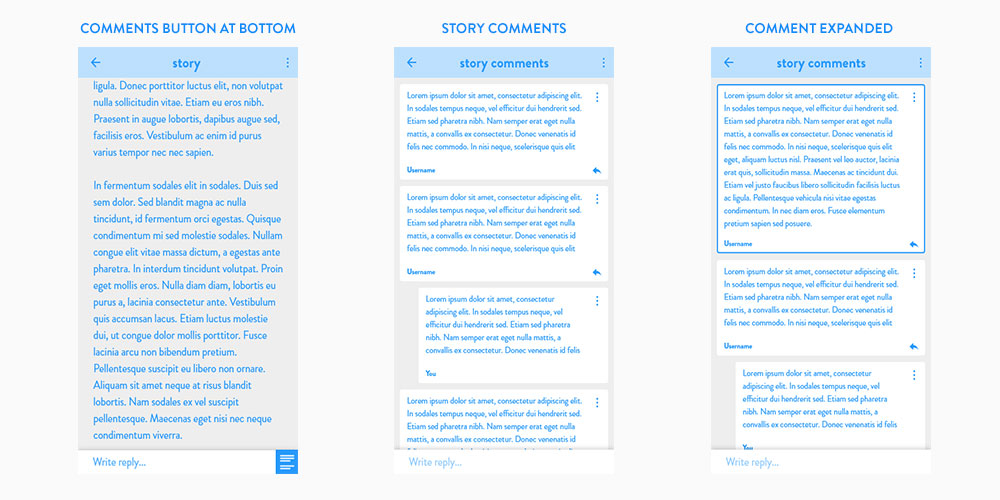 COMMENTS BUTTON AT BOTTOM
story
ligula. Donec porttitor luctus elit, non volutpat
nulla sollicitudin vitae. Etiam eu eros nibh.
Praesent in augue lobortis, dapibus augue sed,
facilisis eros. Vestibulum ac enim id purus
varius tempor nec nec sapien.
In fermentum sodales elit in sodales. Duis sed
sem dolor. Sed blandit magna ac nulla
tincidunt, id fermentum orci egestas. Quisque
condimentum mi sed molestie sodales. Nullam
congue elit vitae massa dictum, a egestas ante
pharetra. In interdum tincidunt volutpat. Proin
eget mollis eros. Nulla diam diam, lobortis eu
purus a, lacinia consectetur ante. Vestibulum
quis accumsan lacus. Etiam luctus molestie
dui, ut congue dolor mollis porttitor. Fusce
lacinia arcu non bibendum pretium.
Pellentesque suscipit eu libero non ornare.
Aliquam sit amet neque at risus blandit
lobortis. Nam sodales ex vel suscipit
pellentesque. Maecenas eget nisi nec neque
condimentum viverra.
Write reply...
STORY COMMENTS
story comments
Lorem ipsum dolor sit amet, consectetur adipiscing elit.
In sodales tempus neque, vel efficitur dui hendrerit sed.
Etiam sed pharetra nibh. Nam semper erat eget nulla
mattis, a convallis ex consectetur. Donec venenatis id
felis nec commodo. In nisi neque, scelerisque quis elit
Username
Lorem ipsum dolor sit amet, consectetur adipiscing elit.
In sodales tempus neque, vel efficitur dui hendrerit sed.
Etiam sed pharetra nibh. Nam semper erat eget nulla
mattis, a convallis ex consectetur. Donec venenatis id
felis nec commodo. In nisi neque, scelerisque quis elit
Username
Lorem ipsum dolor sit amet, consectetur
adipiscing elit. In sodales tempus neque, vel
efficitur dui hendrerit sed. Etiam sed pharetra
nibh. Nam semper erat eget nulla mattis, a
convallis ex consectetur. Donec venenatis id felis
You
Lorem ipsum dolor sit amet, consectetur adipiscing elit.
In sodales tempus neque, vel efficitur dui hendrerit sed.
Etiam sed pharetra nibh. Nam semper erat eget nulla
mattis, a convallis ex consectetur. Donec venenatis id
Write reply...
COMMENT EXPANDED
story comments
Lorem ipsum dolor sit amet, consectetur adipiscing elit.
In sodales tempus neque, vel efficitur dui hendrerit sed.
Etiam sed pharetra nibh. Nam semper erat eget nulla
mattis, a convallis ex consectetur. Donec venenatis id
felis nec commodo. In nisi neque, scelerisque quis elit
eget, aliquam luctus nisl. Praesent vel leo auctor, lacinia
erat quis, sollicitudin massa. Maecenas ac tincidunt dui.
Etiam vel justo faucibus libero sollicitudin facilisis luctus
ac ligula. Pellentesque vehicula nisi vitae egestas
condimentum. In nec diam eros. Fusce elementum
pretium sapien sed posuere.
Username
Lorem ipsum dolor sit amet, consectetur adipiscing elit.
In sodales tempus neque, vel efficitur dui hendrerit sed.
Etiam sed pharetra nibh. Nam semper erat eget nulla
mattis, a convallis ex consectetur. Donec venenatis id
felis nec commodo. In nisi neque, scelerisque quis elit
Username
Lorem ipsum dolor sit amet, consectetur
adipiscing elit. In sodales tempus neque, vel
efficitur dui hendrerit sed. Etiam sed pharetra
nibh. Nam semper erat eget nulla mattis, a
convallis ex consectetur. Donec venenatis id felis
You
Write reply...